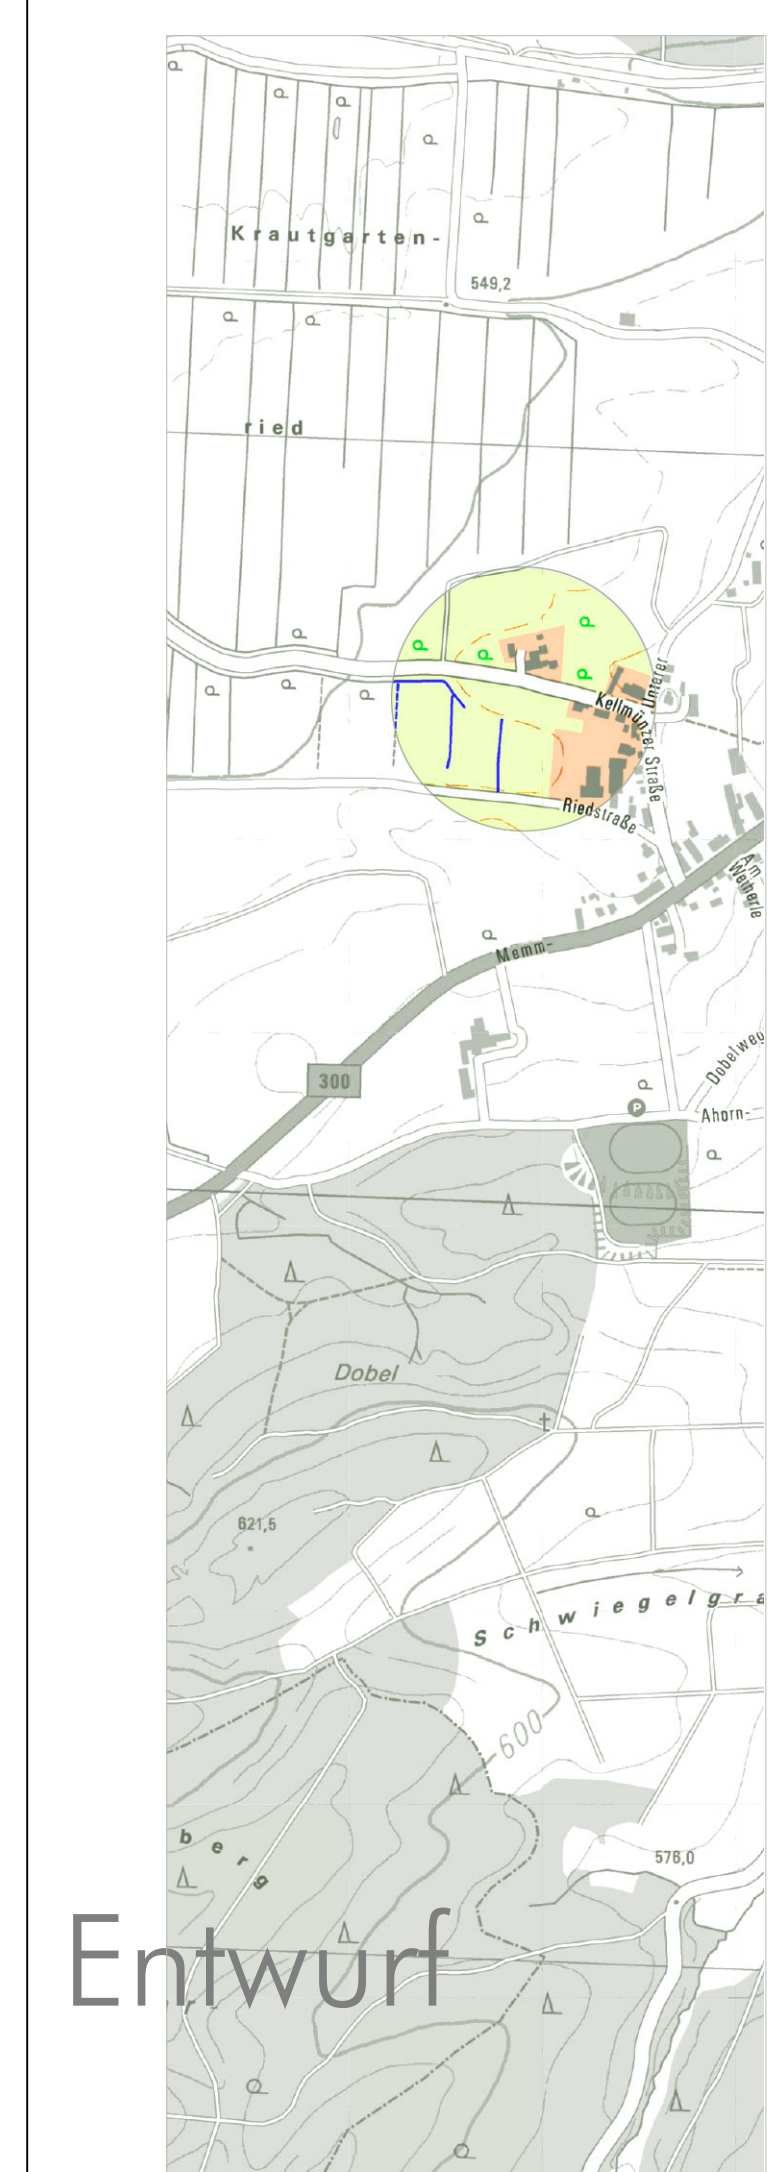 Krautgarten-
549,2
ried
Kellmünzer Straße
Unterer
Riedstraße
Am
Weiherle
Memm-
300
Dobelweg
P
Ahorn-
Dobel
621,5
Schwiegelgra
600
berg
576,0
Entwurf